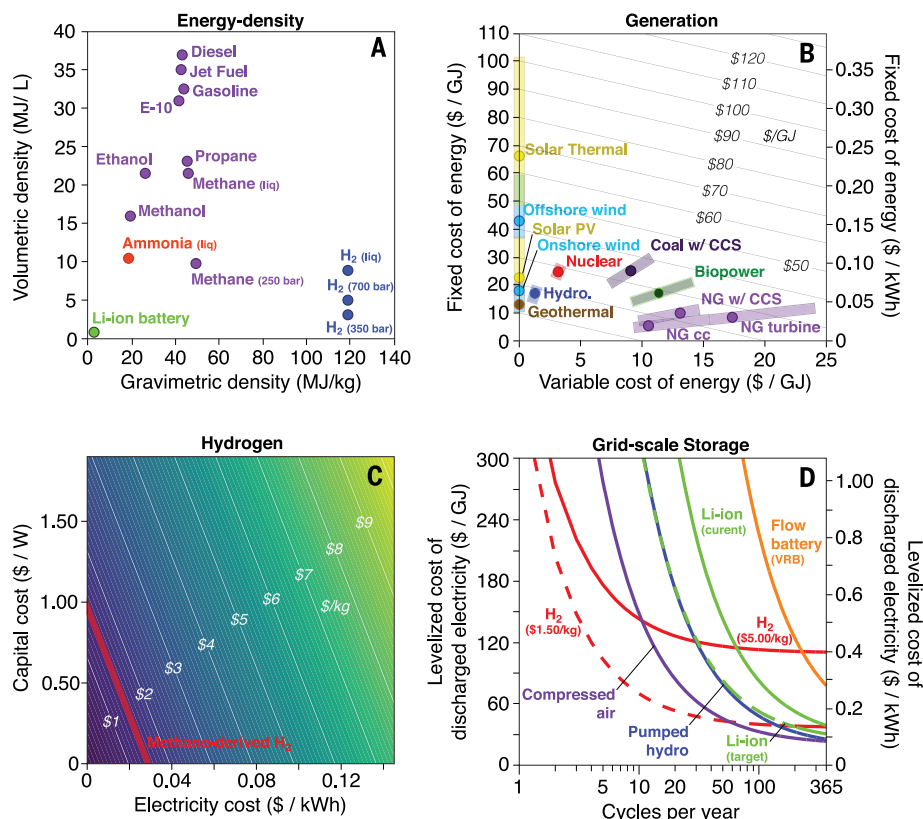 Energy-density
A
Volumetric density (MJ/ L)
40
35
30
25
20
15
10
5
0
Diesel
Jet Fuel
Gasoline
E-10
Ethanol
Propane
Methane (liq)
Methanol
Ammonia (liq)
Methane (250 bar)
H2 (liq)
H2 (700 bar)
H2 (350 bar)
Li-ion battery
0 20 40 60 80 100 120 140
Gravimetric density (MJ/kg)
Generation
B
Fixed cost of energy ($ / GJ)
110
100
90
80
70
60
50
40
30
20
10
0
$120
$110
$100
$90 $/GJ
$80
$70
$60
$50
Solar Thermal
Offshore wind
Solar PV
Onshore wind
Coal w/ CCS
Nuclear
Biopower
Hydro.
NG w/ CCS
Geothermal
NG turbine
NG cc
0.35
0.30
0.25
0.20
0.15
0.10
0.05
0
Fixed cost of energy ($ / kWh)
0 5 10 15 20 25
Variable cost of energy ($ / GJ)
Hydrogen
C
Capital cost ($ / W)
1.50
1.00
0.50
0
$9
$8
$7
$6
$/kg
$5
$4
$3
$2
$1
Methane-derived H2
0 0.04 0.08 0.12
Electricity cost ($ / kWh)
Grid-scale Storage
D
Levelized cost of
discharged electricity ($ / GJ)
300
240
180
120
60
0
Li-ion
(curent)
Flow
battery
(VRB)
H2
($1.50/kg)
H2
($5.00/kg)
Compressed
air
Pumped
hydro
Li-ion
(target)
1.00
0.80
0.60
0.40
0.20
0
Levelized cost of
discharged electricity ($ / kWh)
1 5 10 20 50 100 365
Cycles per year